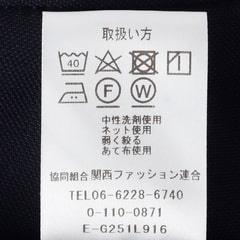 取扱い方
40
F W
中性洗剤使用
ネット使用
弱く絞る
あて布使用
協同組合 関西ファッション連合
TEL06-6228-6740
0-110-0871
E-G251L916